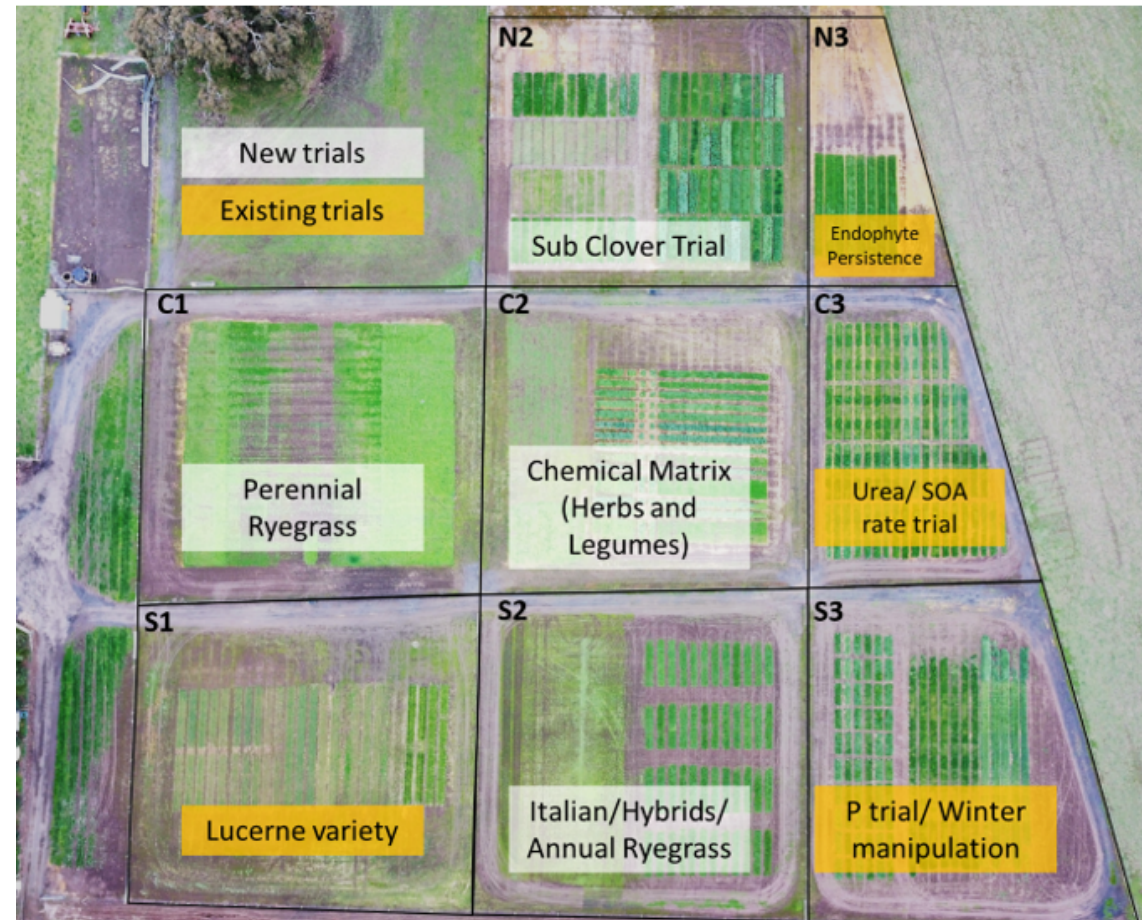 N2
N3
New trials
Existing trials
Sub Clover Trial
Endophyte
Persistence
C1
C2
C3
Perennial
Ryegrass
Chemical Matrix
(Herbs and
Legumes)
Urea/ SOA
rate trial
S1
S2
S3
Lucerne variety
Italian/Hybrids/
Annual Ryegrass
P trial/ Winter
manipulation